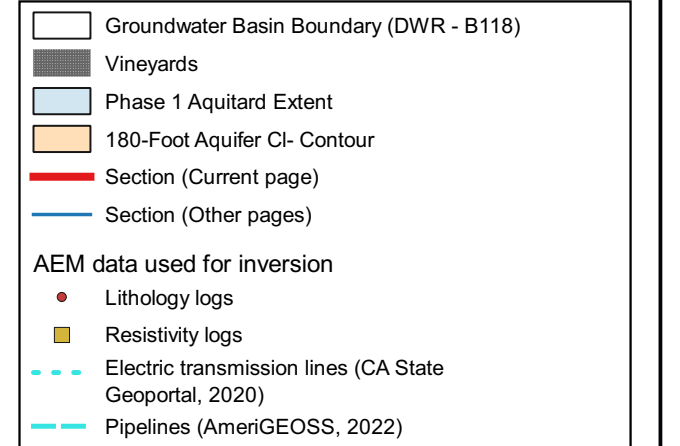 Groundwater Basin Boundary (DWR - B118)
Vineyards
Phase 1 Aquitard Extent
180-Foot Aquifer Cl- Contour
Section (Current page)
Section (Other pages)
AEM data used for inversion
Lithology logs
Resistivity logs
Electric transmission lines (CA State
Geoportal, 2020)
Pipelines (AmeriGEOSS, 2022)